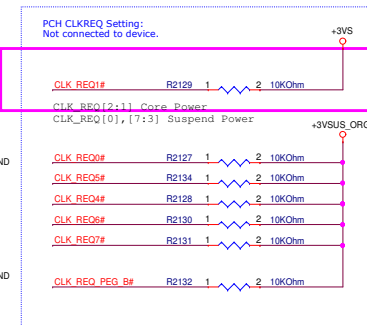 PCH CLKREQ Setting:
Not connected to device.
+3VS
CLK_REQ1# R2129 1 2 10KOhm
CLK_REQ[2:1] Core Power
CLK_REQ[0],[7:3] Suspend Power
+3VSUS_ORG
ND
CLK_REQ0# R2127 1 2 10KOhm
CLK_REQ5# R2134 1 2 10KOhm
CLK_REQ4# R2128 1 2 10KOhm
CLK_REQ6# R2130 1 2 10KOhm
CLK_REQ7# R2131 1 2 10KOhm
ND
CLK_REQ_PEG_B# R2132 1 2 10KOhm